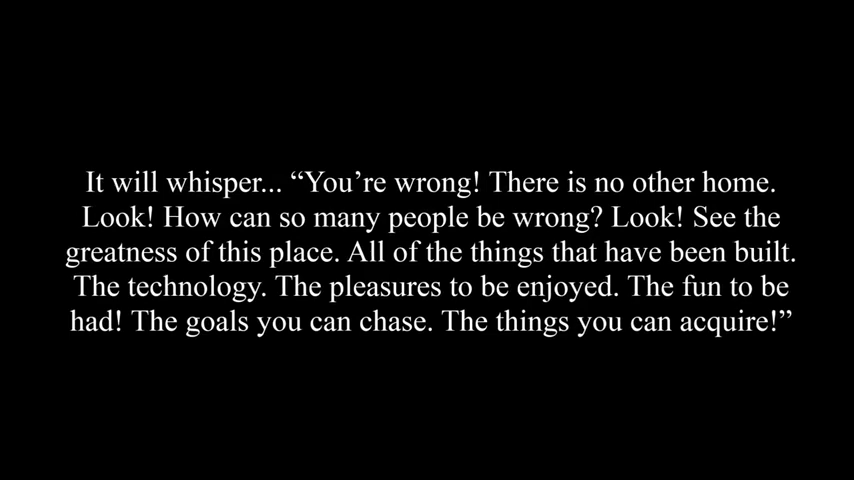 It will whisper... “You’re wrong! There is no other home.
Look! How can so many people be wrong? Look! See the
greatness of this place. All of the things that have been built.
The technology. The pleasures to be enjoyed. The fun to be
had! The goals you can chase. The things you can acquire!”